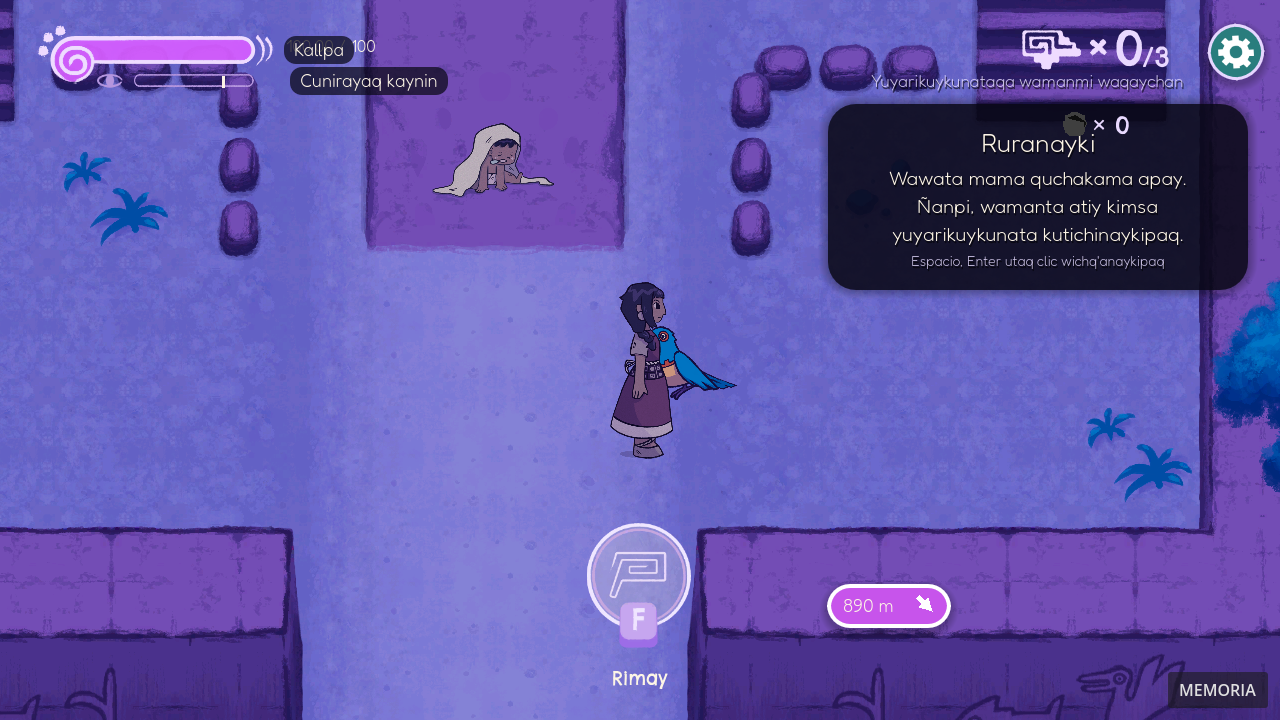 Kallpa
100
Cunirayaq kaynin
× 0/3
Yuyarikuykunataqa wamanmi waqaychan
× 0
Ruranayki
Wawata mama quchakama apay.
Ñanpi, wamanta atiy kimsa
yuyarikuykunata kutichinaykipaq.
Espacio, Enter utaq clic wichq'anaykipaq
890 m
F
Rimay
MEMORIA